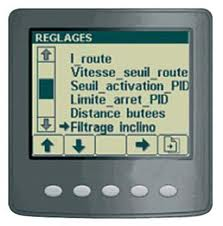 REGLAGES
I_route
Vitesse_seuil_route
Seuil_activation_PID
Limite_arret_PID
Distance butees
Filtrage inclino